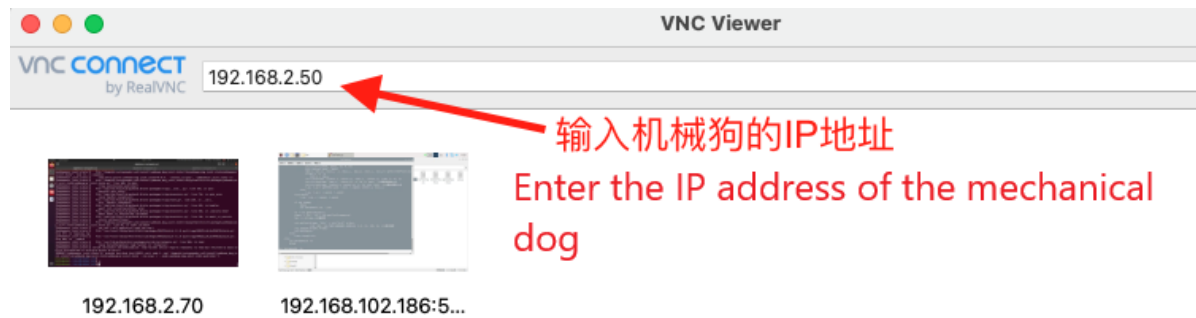 VNC Viewer
vnc connect
by RealVNC
192.168.2.50
输入机械狗的IP地址
Enter the IP address of the mechanical
dog
192.168.2.70
192.168.102.186:5...